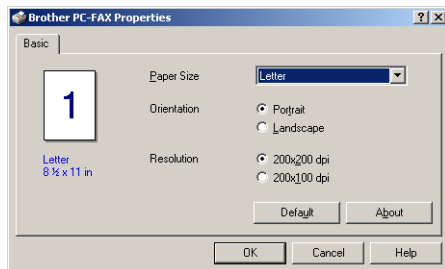 Brother PC-FAX Properties
Basic
1
Letter
8 ½ x 11 in
Paper Size
Letter
Orientation
Portrait
Landscape
Resolution
200x200 dpi
200x100 dpi
Default
About
OK
Cancel
Help